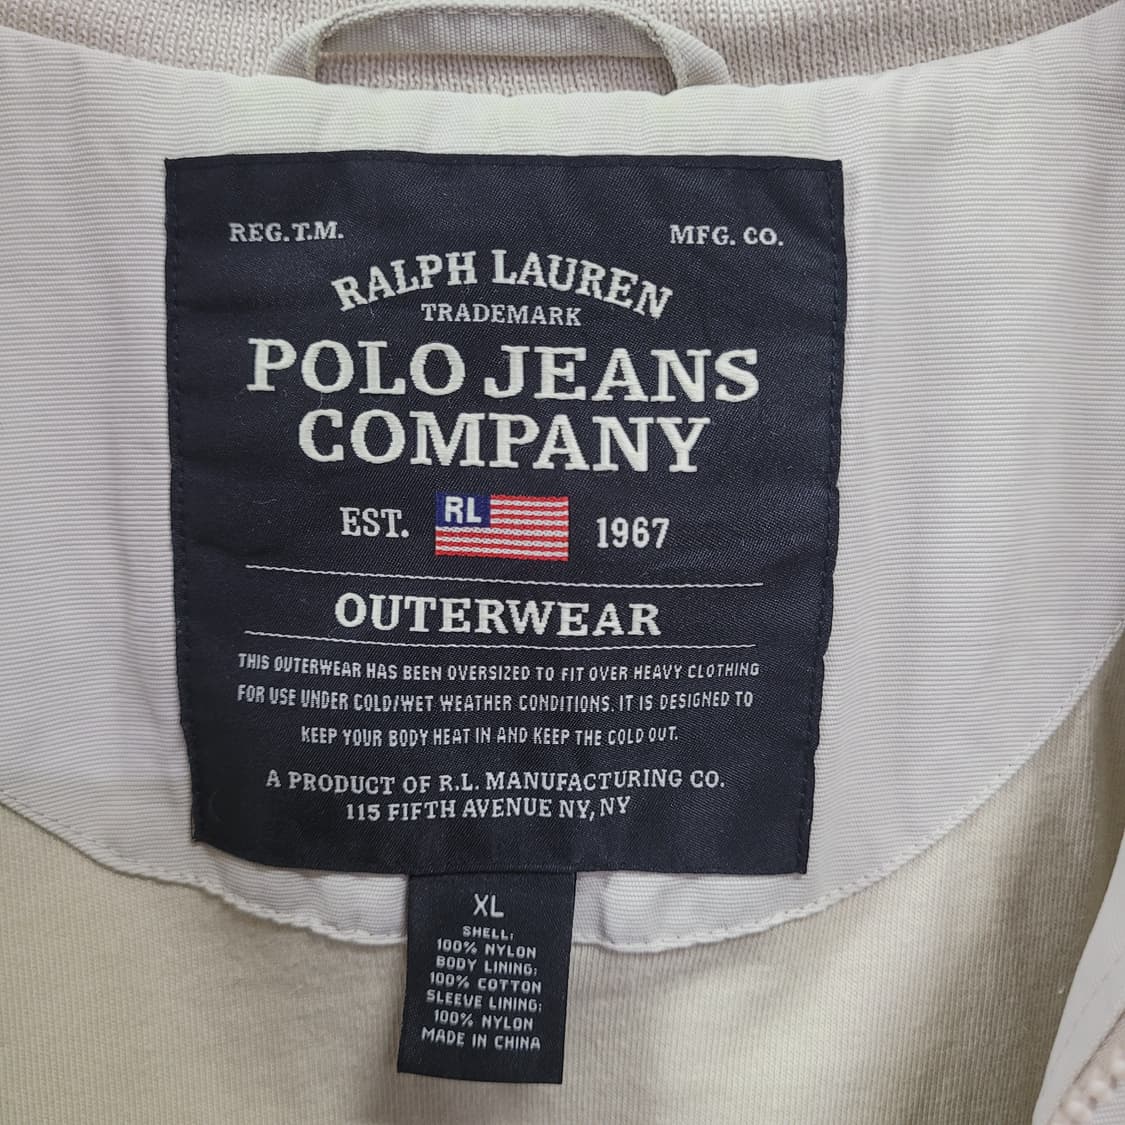 REG.T.M. MFG. CO.
RALPH LAUREN
TRADEMARK
POLO JEANS
COMPANY
EST. RL 1967
OUTERWEAR
THIS OUTERWEAR HAS BEEN OVERSIZED TO FIT OVER HEAVY CLOTHING
FOR USE UNDER COLD/WET WEATHER CONDITIONS. IT IS DESIGNED TO
KEEP YOUR BODY HEAT IN AND KEEP THE COLD OUT.
A PRODUCT OF R.L. MANUFACTURING CO.
115 FIFTH AVENUE NY, NY
XL
SHELL:
100% NYLON
BODY LINING:
100% COTTON
SLEEVE LINING:
100% NYLON
MADE IN CHINA